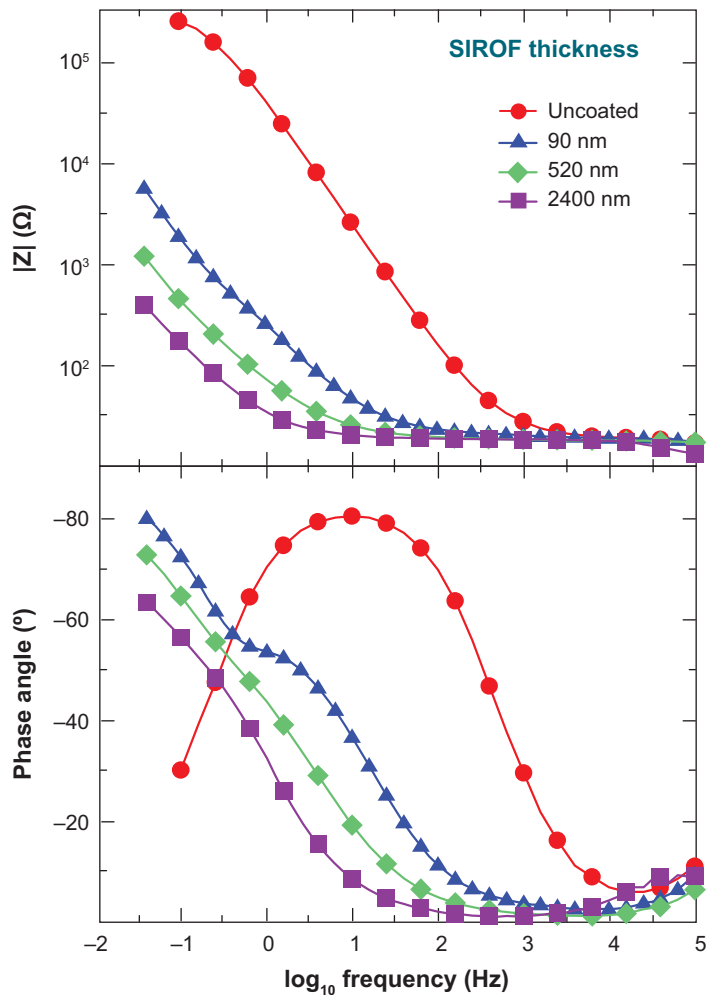 SIROF thickness
Uncoated
90 nm
520 nm
2400 nm
|Z| (Ω)
10⁵
10⁴
10³
10²
Phase angle (º)
–80
–60
–40
–20
–2 –1 0 1 2 3 4 5
log₁₀ frequency (Hz)